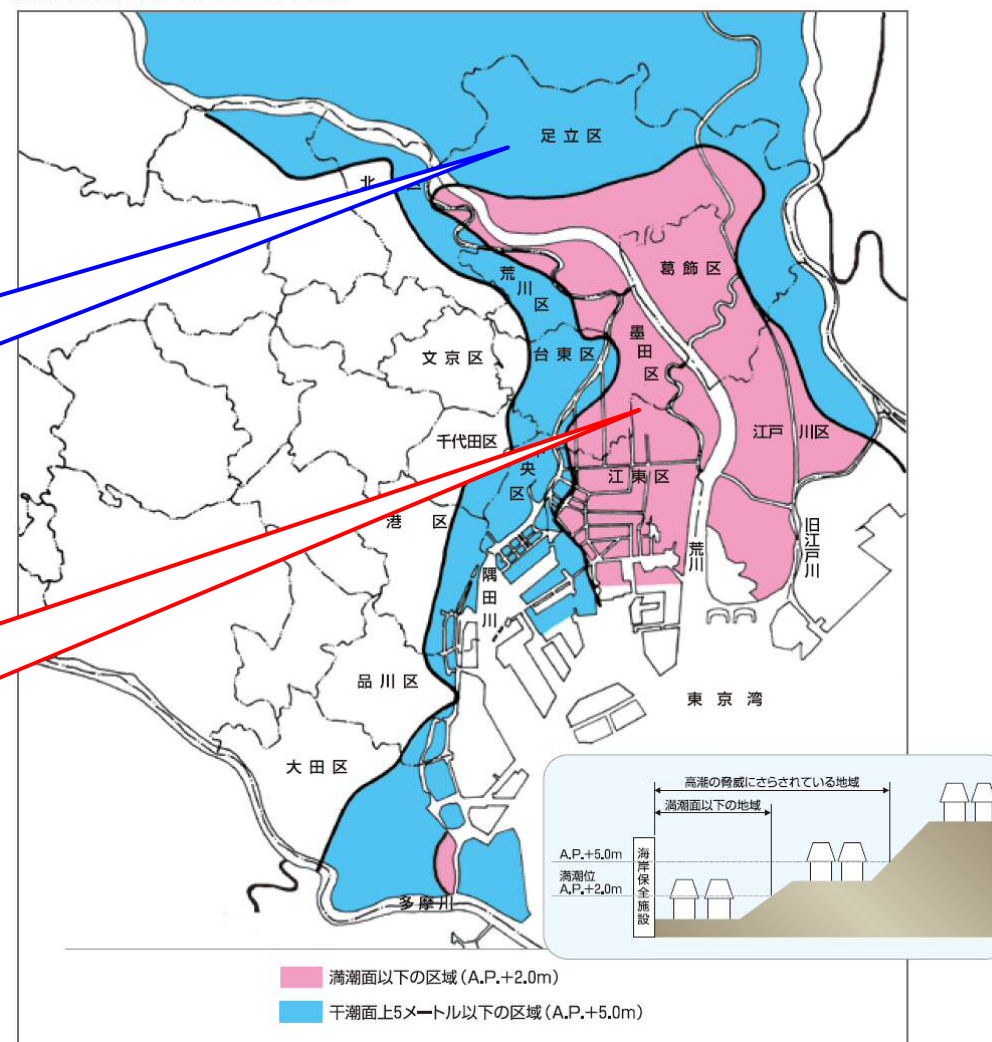 足立区
北区
葛飾区
荒川区
墨田区
文京区
台東区
千代田区
江戸川区
央区
江東区
港区
荒川
旧江戸川
隅田川
品川区
東京湾
大田区
多摩川
高潮の脅威にさらされている地域
満潮面以下の地域
A.P.+5.0m
満潮位
A.P.+2.0m
海岸保全施設
満潮面以下の区域(A.P.+2.0m)
干潮面上5メートル以下の区域(A.P.+5.0m)